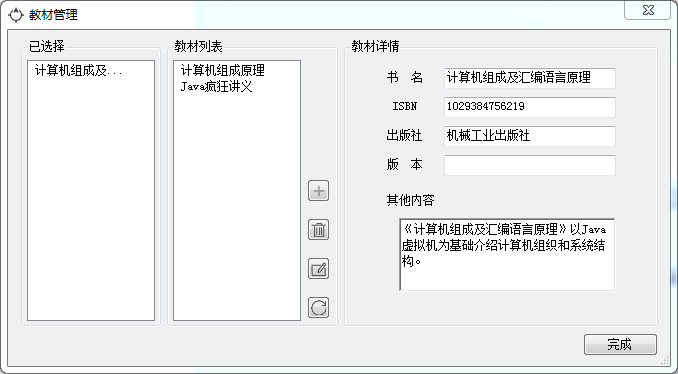 教材管理
已选择
计算机组成及...
教材列表
计算机组成原理
Java疯狂讲义
教材详情
书 名 计算机组成及汇编语言原理
ISBN 1029384756219
出版社 机械工业出版社
版 本
其他内容
《计算机组成及汇编语言原理》以Java
虚拟机为基础介绍计算机组织和系统结
构。
完成